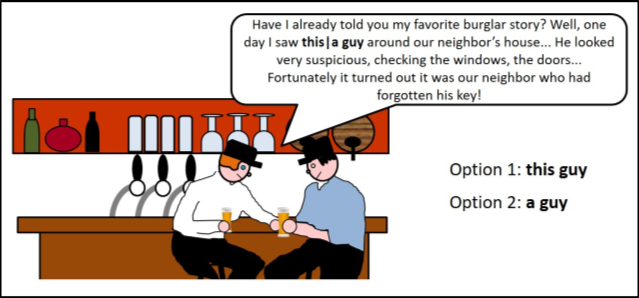 Have I already told you my favorite burglar story? Well, one
day I saw this|a guy around our neighbor's house... He looked
very suspicious, checking the windows, the doors...
Fortunately it turned out it was our neighbor who had
forgotten his key!
Option 1: this guy
Option 2: a guy